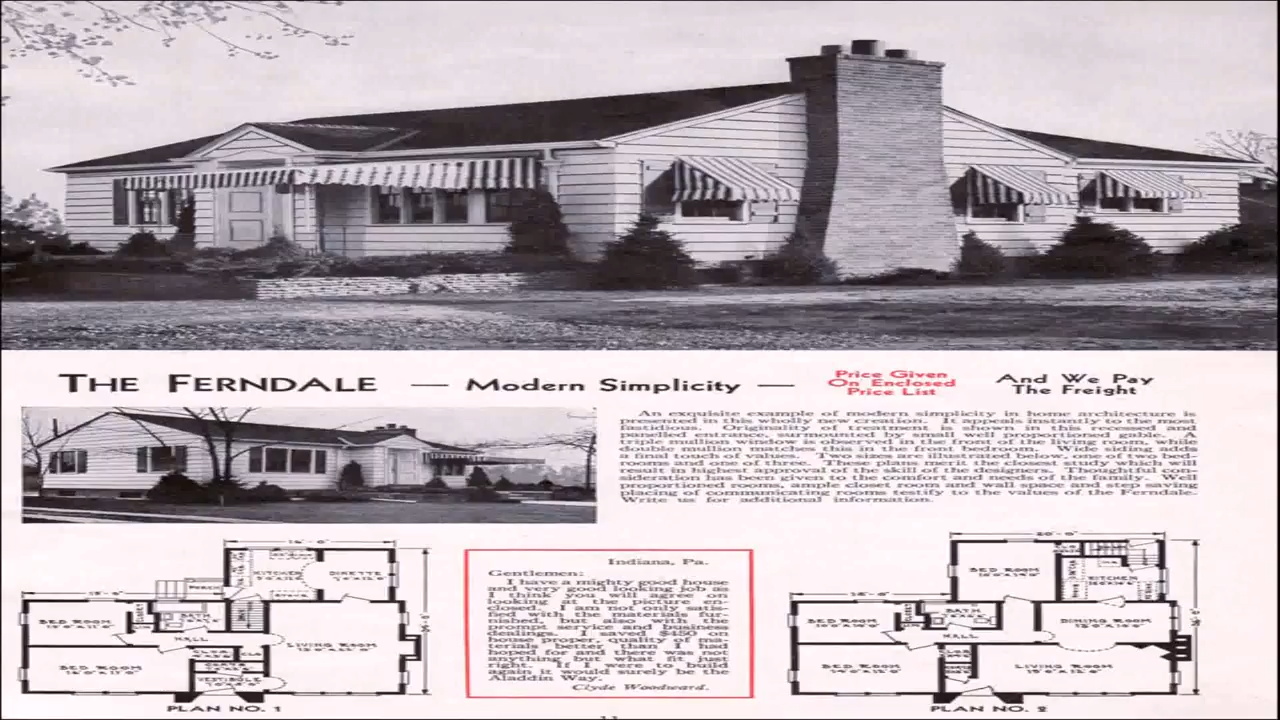 THE FERNDALE — Modern Simplicity —
Price Given
On Enclosed
Price List
And We Pay
The Freight
An exquisite example of modern simplicity in home architecture is
presented in this wholly new creation. It appeals instantly to the most
fastidious. Originality of treatment is shown in this recessed and
panelled entrance, surmounted by small well proportioned gable. A
triple mullion window is observed in the front of the living room, while
double mullion matches this in the front bedroom. Wide siding adds
a final touch of values. Two sizes are illustrated below, one of two bed-
rooms and one of three. These plans merit the closest study which will
result in highest approval of the skill of the designers. Thoughtful con-
sideration has been given to the comfort and needs of the family. Well
proportioned rooms, ample closet room and wall space and step saving
placing of communicating rooms testify to the values of the Ferndale.
Write us for additional information.
KITCHEN
DINETTE
PORCH
BED ROOM
BATH
HALL
LIVING ROOM
BED ROOM
VESTIBULE
PLAN NO. 1
Indiana, Pa.
Gentlemen:
I have a mighty good house
and very good looking job as
I think you will agree on
looking at the picture en-
closed. I am not only satis-
fied with the materials fur-
nished, but also with the
prompt service and business
dealings. I saved $450 on
house proper, quality of ma-
terials better than I had
hoped for and there was not
anything but what fit just
right. If I were to build
again it would surely be the
Aladdin Way.
Clyde Woodward.
20'-0"
BED ROOM
KITCHEN
BED ROOM
BATH
HALL
DINING ROOM
BED ROOM
LIVING ROOM
PLAN NO. 2